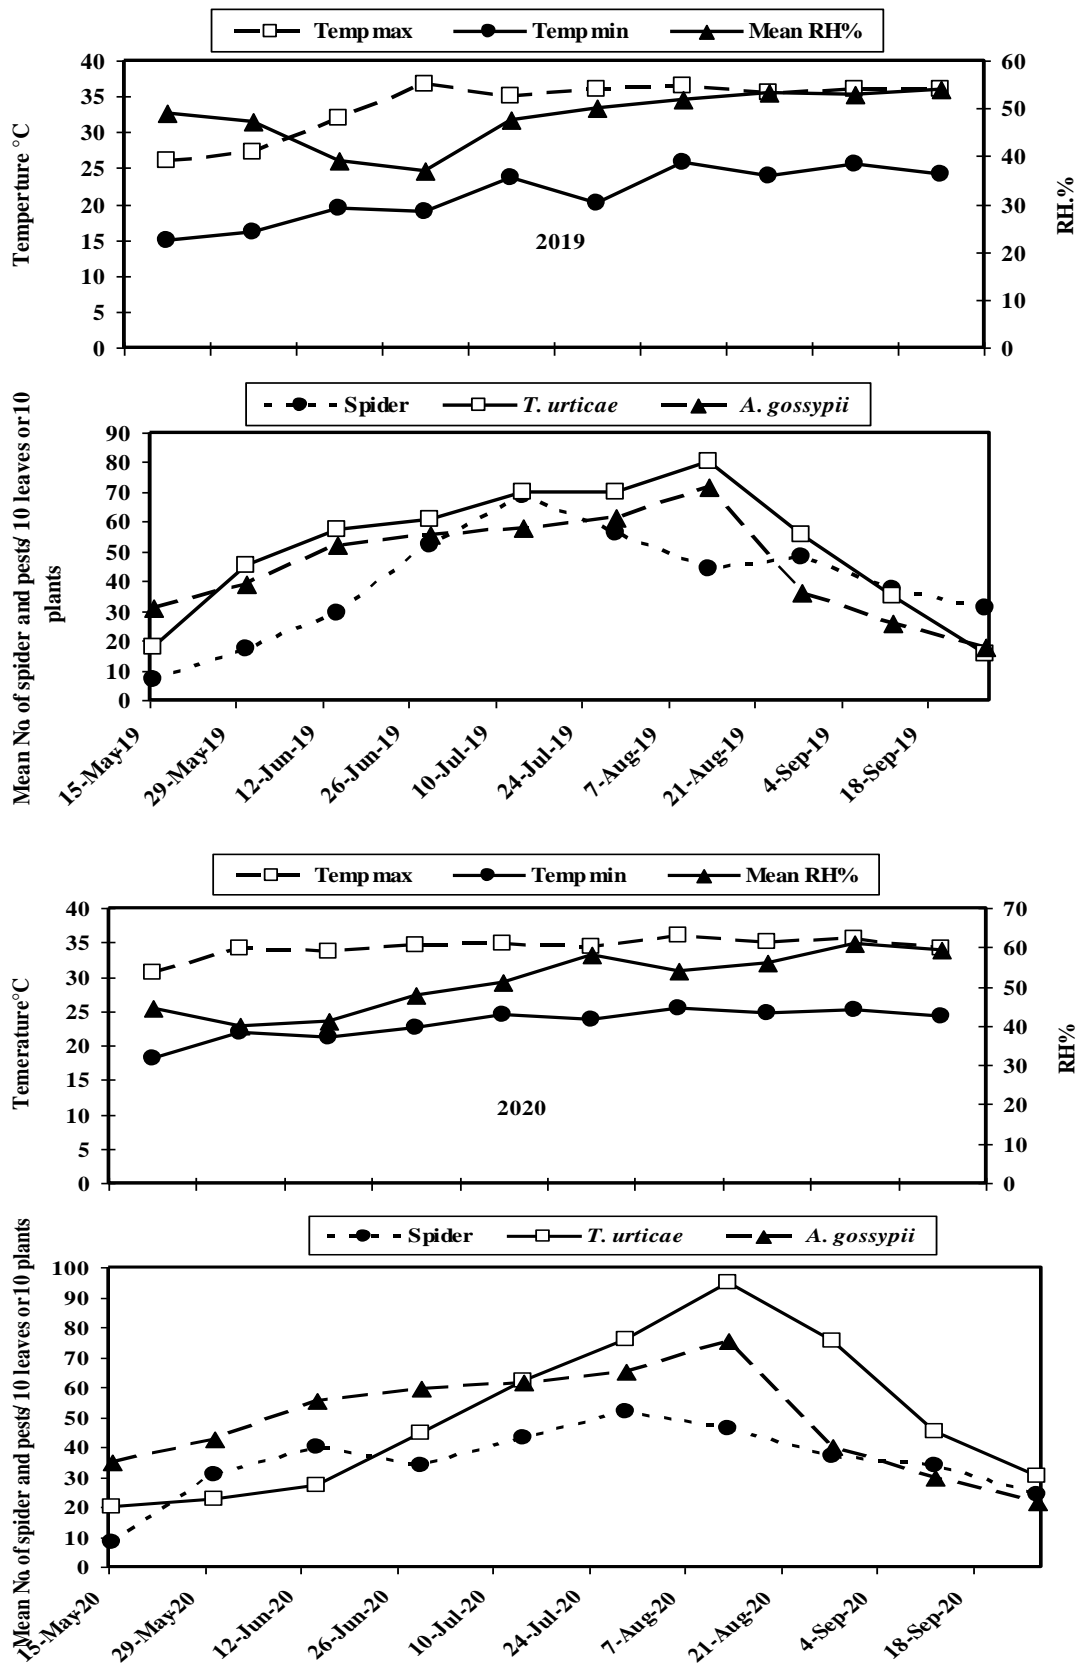 Temp max Temp min Mean RH%
40 60
35 50
30 40
25
20 30
15 20
10 10
5
0 0
Temperture °C
RH.%
2019
Spider T. urticae A. gossypii
90
80
70
60
50
40
30
20
10
0
Mean No. of spider and pests/ 10 leaves or 10
plants
15-May-19
29-May-19
12-Jun-19
26-Jun-19
10-Jul-19
24-Jul-19
7-Aug-19
21-Aug-19
4-Sep-19
18-Sep-19
Temp max Temp min Mean RH%
40 70
35 60
30 50
25 40
20 30
15 20
10 10
5
0 0
Temerature°C
RH%
2020
Spider T. urticae A. gossypii
100
90
80
70
60
50
40
30
20
10
0
Mean No. of spider and pests/ 10 leaves or 10 plants
15-May-20
29-May-20
12-Jun-20
26-Jun-20
10-Jul-20
24-Jul-20
7-Aug-20
21-Aug-20
4-Sep-20
18-Sep-20